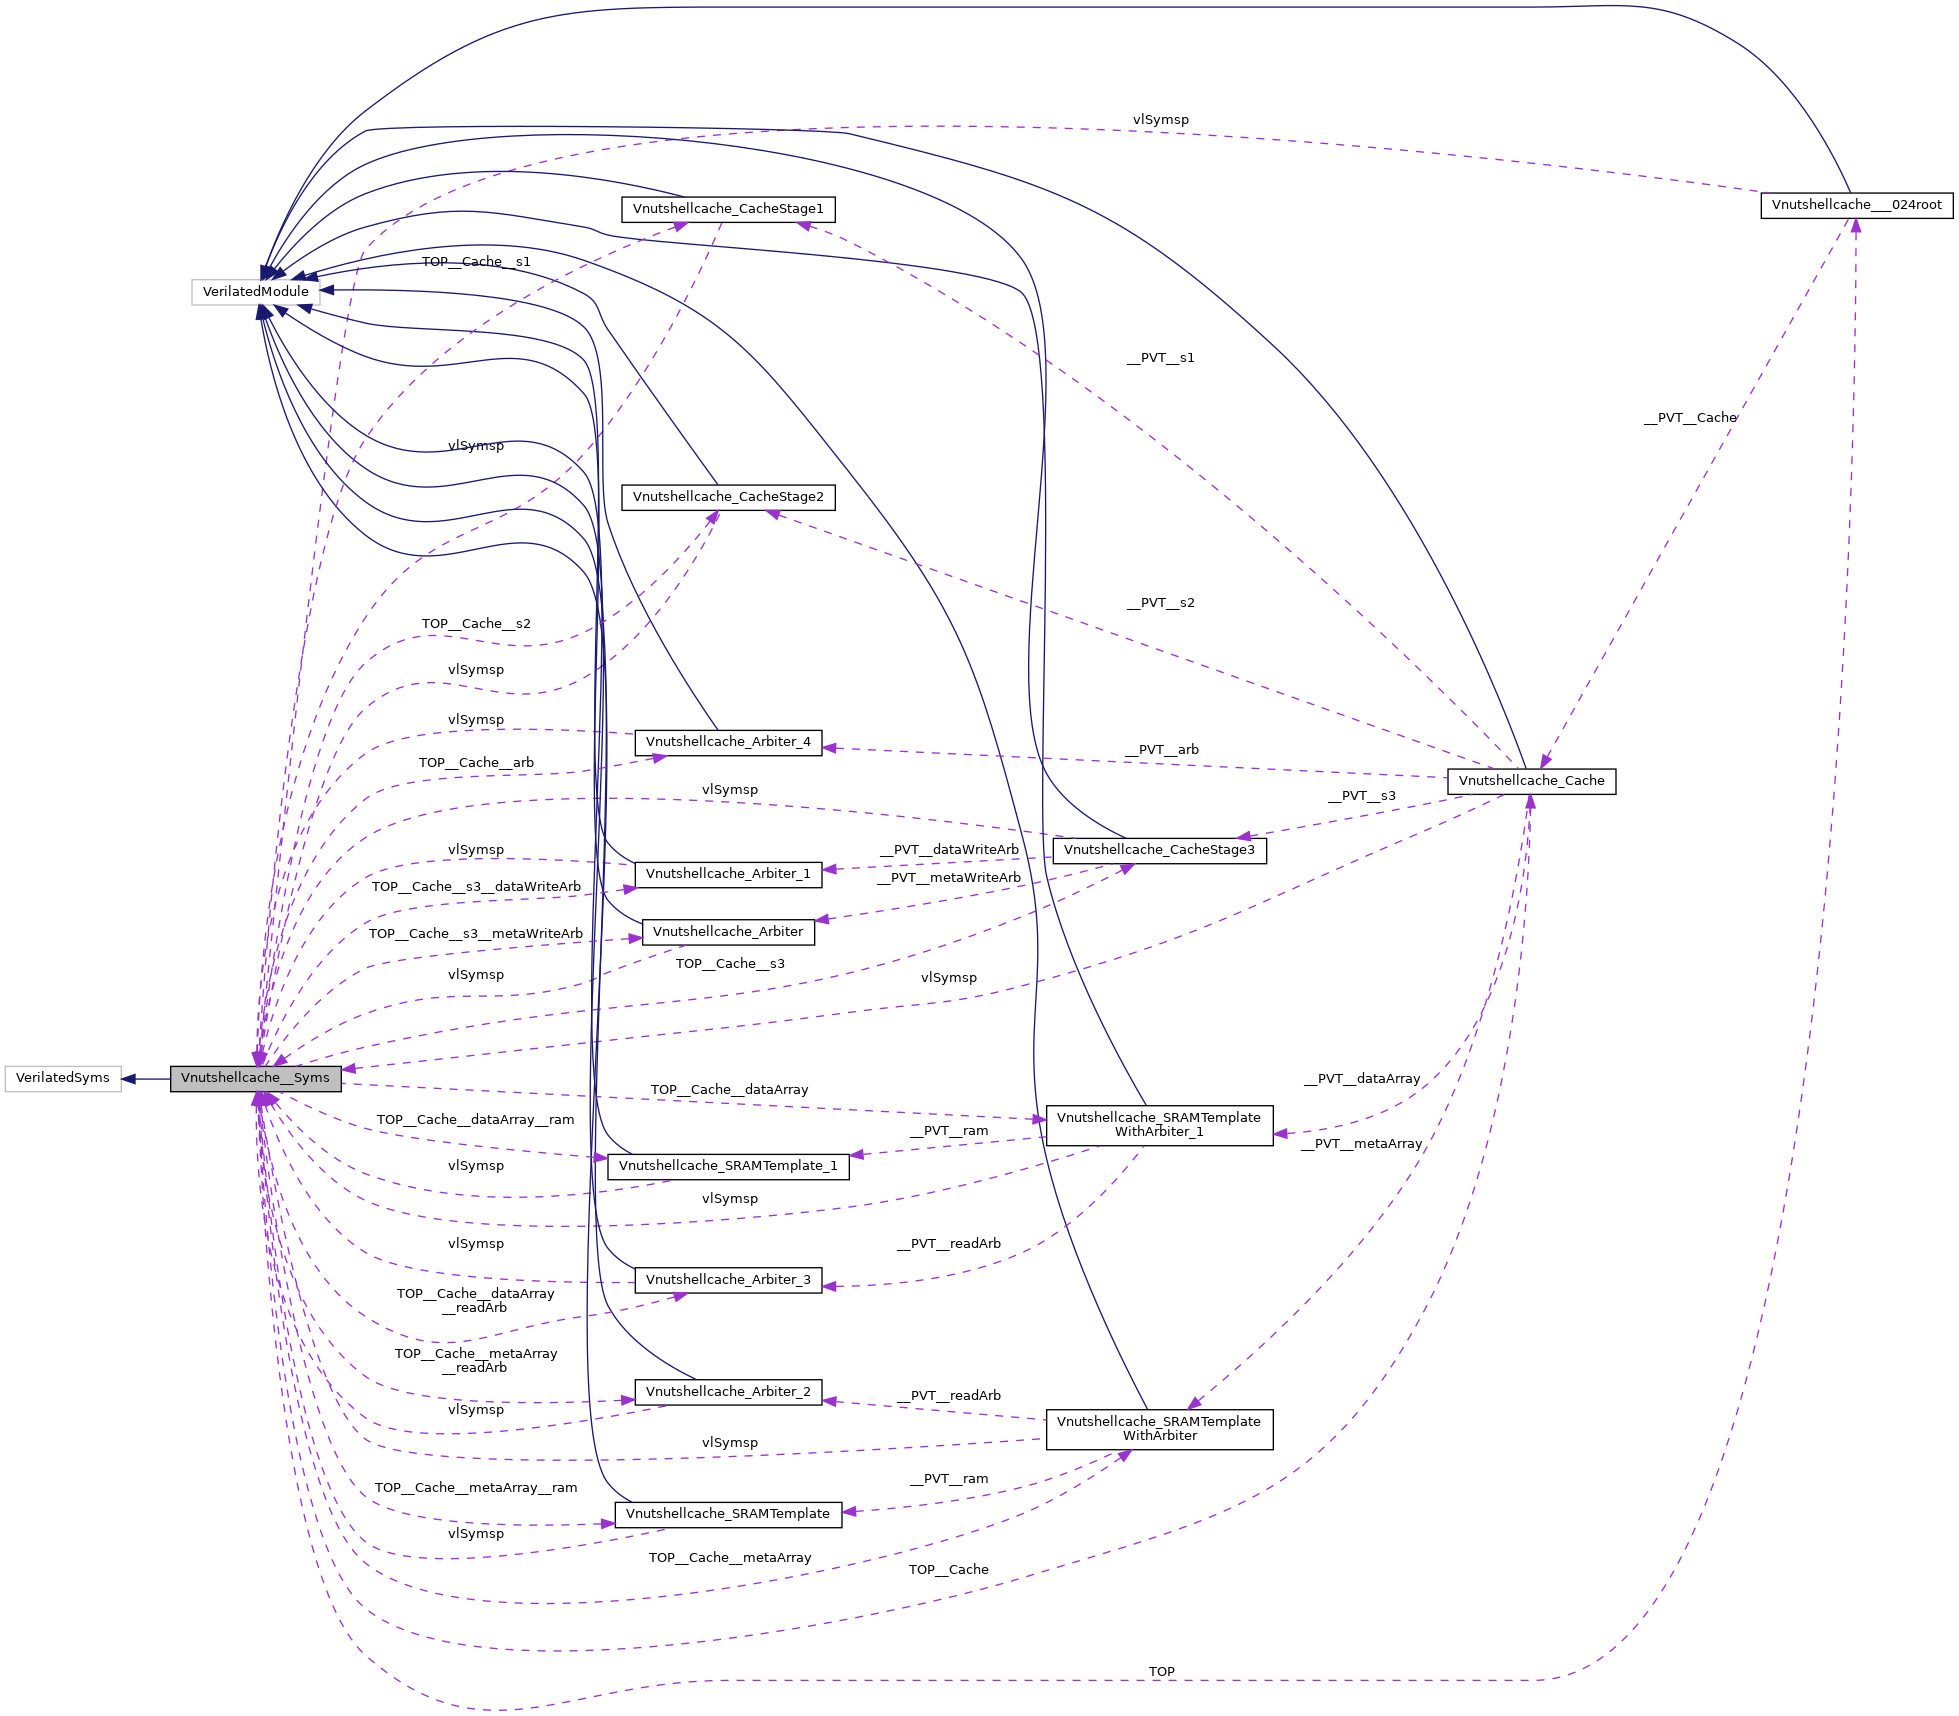 vlSymsp
Vnutshellcache___024root
Vnutshellcache_CacheStage1
TOP__Cache__s1
VerilatedModule
__PVT__s1
__PVT__Cache
vlSymsp
Vnutshellcache_CacheStage2
__PVT__s2
TOP__Cache__s2
vlSymsp
vlSymsp
Vnutshellcache_Arbiter_4
__PVT__arb
TOP__Cache__arb
Vnutshellcache_Cache
vlSymsp
__PVT__s3
vlSymsp
__PVT__dataWriteArb
Vnutshellcache_CacheStage3
Vnutshellcache_Arbiter_1
__PVT__metaWriteArb
TOP__Cache__s3__dataWriteArb
TOP__Cache__s3__metaWriteArb
Vnutshellcache_Arbiter
TOP__Cache__s3
vlSymsp
vlSymsp
VerilatedSyms
Vnutshellcache__Syms
__PVT__dataArray
TOP__Cache__dataArray
TOP__Cache__dataArray__ram
Vnutshellcache_SRAMTemplate
WithArbiter_1
__PVT__ram
__PVT__metaArray
vlSymsp
Vnutshellcache_SRAMTemplate_1
vlSymsp
vlSymsp
__PVT__readArb
Vnutshellcache_Arbiter_3
TOP__Cache__dataArray
__readArb
TOP__Cache__metaArray
__readArb
Vnutshellcache_Arbiter_2
__PVT__readArb
vlSymsp
Vnutshellcache_SRAMTemplate
WithArbiter
vlSymsp
__PVT__ram
TOP__Cache__metaArray__ram
Vnutshellcache_SRAMTemplate
vlSymsp
TOP__Cache__metaArray
TOP__Cache
TOP